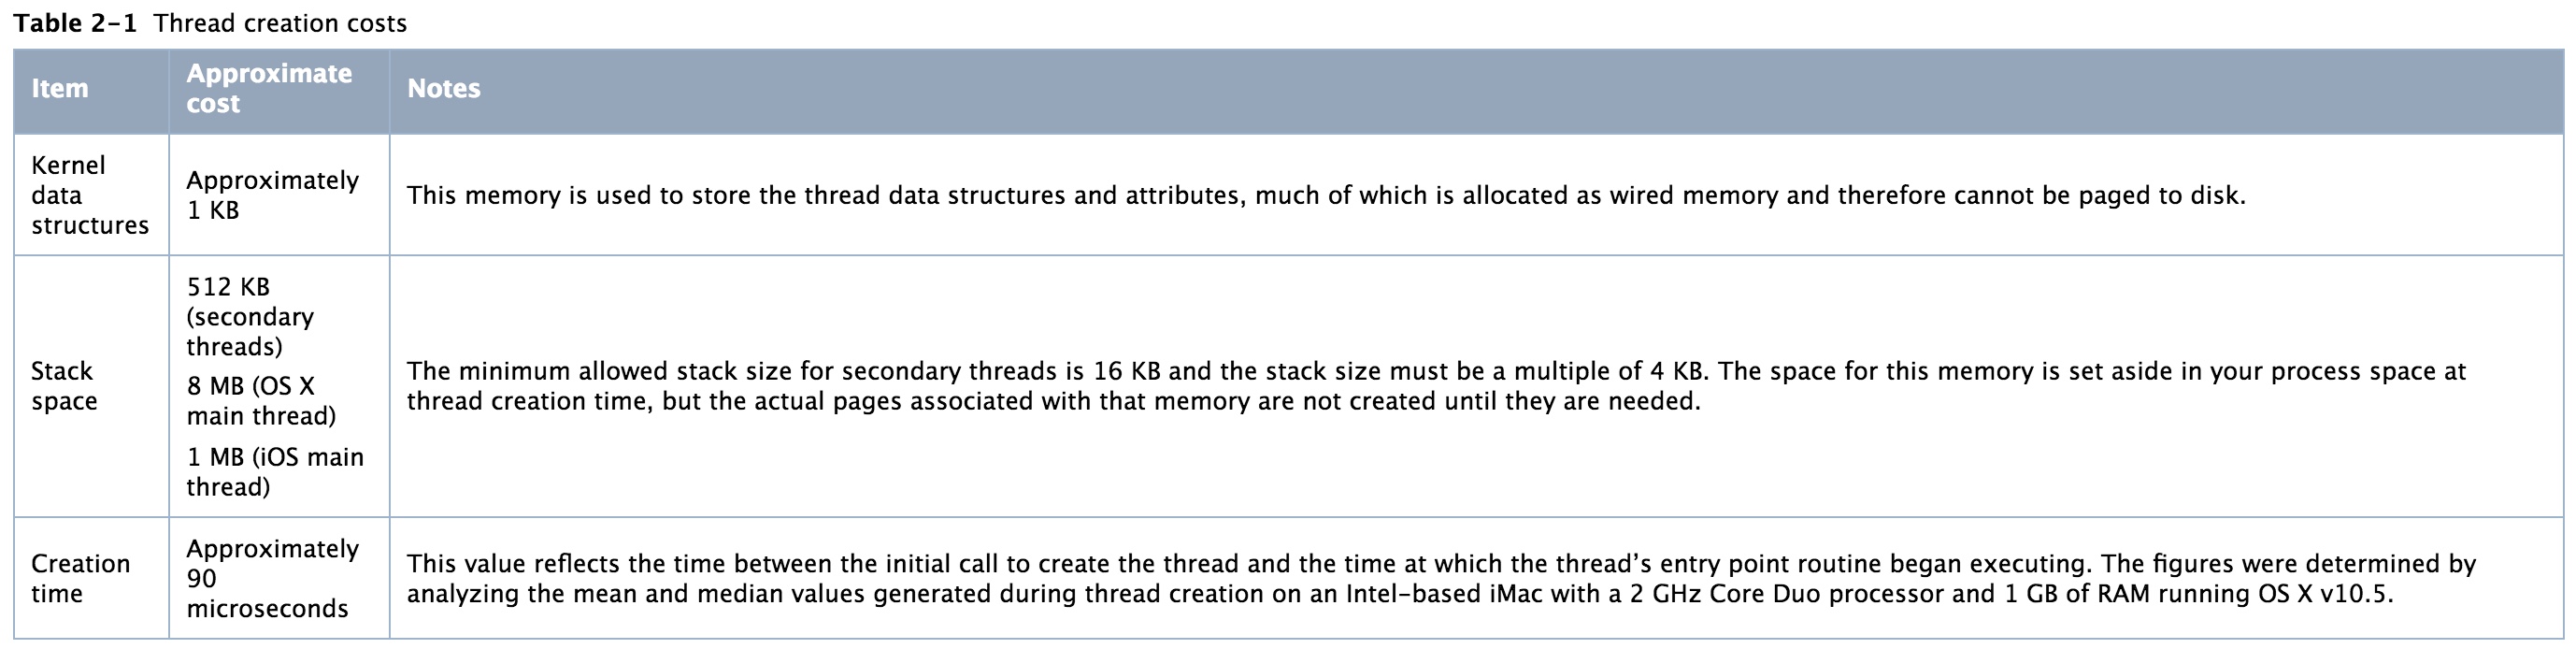 Table 2-1 Thread creation costs
Item
Approximate
cost
Notes
Kernel
data
structures
Approximately
1 KB
This memory is used to store the thread data structures and attributes, much of which is allocated as wired memory and therefore cannot be paged to disk.
Stack
space
512 KB
(secondary
threads)
8 MB (OS X
main thread)
1 MB (iOS main
thread)
The minimum allowed stack size for secondary threads is 16 KB and the stack size must be a multiple of 4 KB. The space for this memory is set aside in your process space at
thread creation time, but the actual pages associated with that memory are not created until they are needed.
Creation
time
Approximately
90
microseconds
This value reflects the time between the initial call to create the thread and the time at which the thread’s entry point routine began executing. The figures were determined by
analyzing the mean and median values generated during thread creation on an Intel-based iMac with a 2 GHz Core Duo processor and 1 GB of RAM running OS X v10.5.